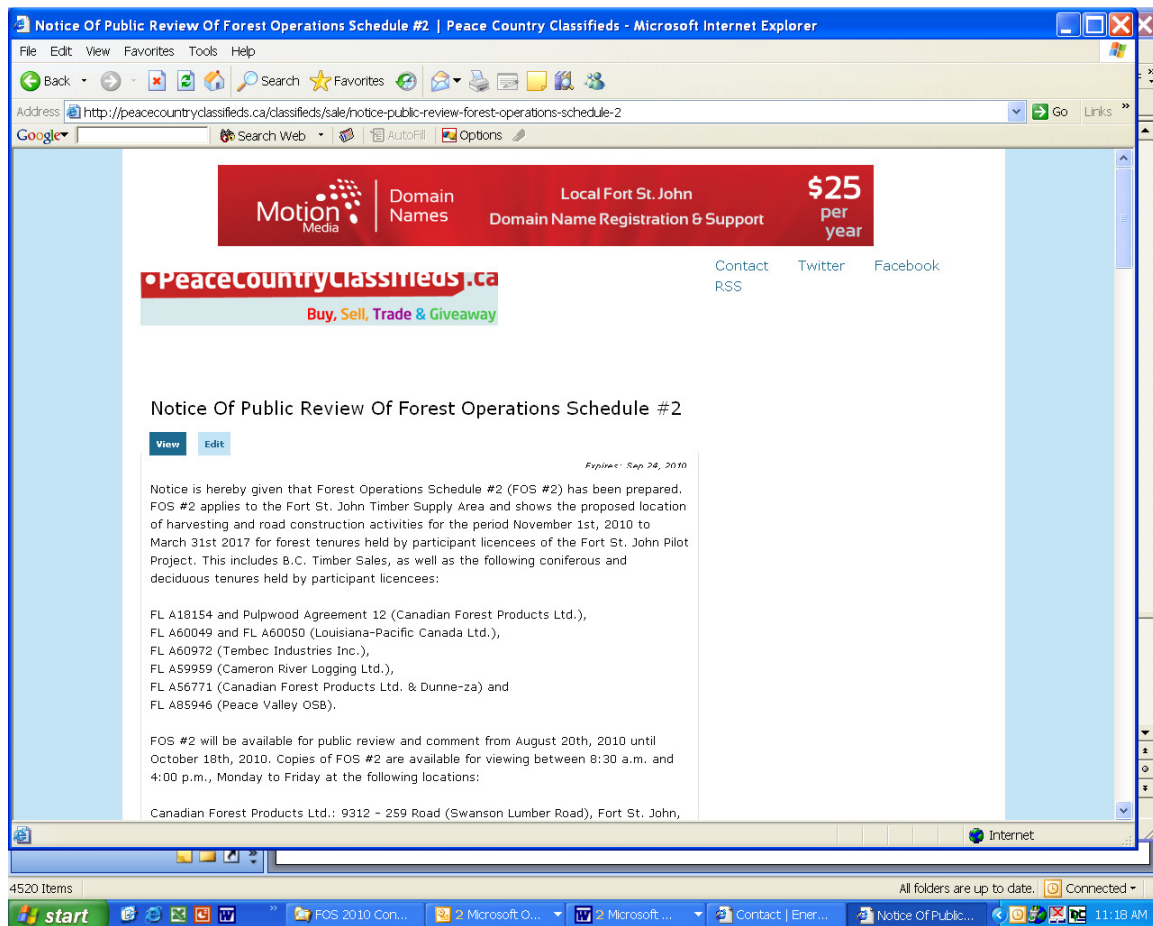 Notice Of Public Review Of Forest Operations Schedule #2 | Peace Country Classifieds - Microsoft Internet Explorer
File Edit View Favorites Tools Help
Back Search Favorites
Address http://peacecountryclassifieds.ca/classifieds/sale/notice-public-review-forest-operations-schedule-2 Go Links »
Google Search Web AutoFill Options
Motion Media Domain Names
Local Fort St. John
Domain Name Registration & Support
$25 per year
PeaceCountryClassifieds.ca
Buy, Sell, Trade & Giveaway
Contact Twitter Facebook
RSS
Notice Of Public Review Of Forest Operations Schedule #2
View Edit
Expires: Sep 24, 2010
Notice is hereby given that Forest Operations Schedule #2 (FOS #2) has been prepared.
FOS #2 applies to the Fort St. John Timber Supply Area and shows the proposed location
of harvesting and road construction activities for the period November 1st, 2010 to
March 31st 2017 for forest tenures held by participant licencees of the Fort St. John Pilot
Project. This includes B.C. Timber Sales, as well as the following coniferous and
deciduous tenures held by participant licencees:
FL A18154 and Pulpwood Agreement 12 (Canadian Forest Products Ltd.),
FL A60049 and FL A60050 (Louisiana-Pacific Canada Ltd.),
FL A60972 (Tembec Industries Inc.),
FL A59959 (Cameron River Logging Ltd.),
FL A56771 (Canadian Forest Products Ltd. & Dunne-za) and
FL A85946 (Peace Valley OSB).
FOS #2 will be available for public review and comment from August 20th, 2010 until
October 18th, 2010. Copies of FOS #2 are available for viewing between 8:30 a.m. and
4:00 p.m., Monday to Friday at the following locations:
Canadian Forest Products Ltd.: 9312 - 259 Road (Swanson Lumber Road), Fort St. John,
Internet
4520 Items All folders are up to date. Connected
start FOS 2010 Con... 2 Microsoft O... 2 Microsoft ... Contact | Ener... Notice Of Public... 11:18 AM